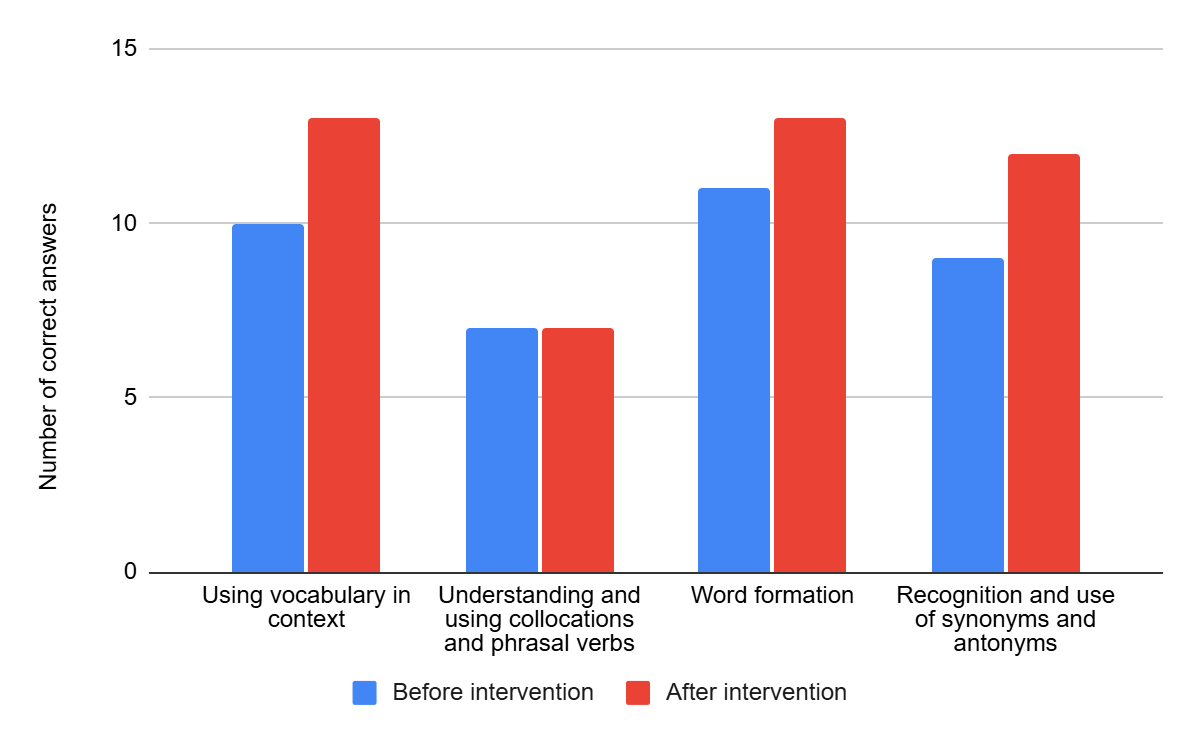 15
10
5
0
Number of correct answers
Using vocabulary in
context
Understanding and
using collocations
and phrasal verbs
Word formation
Recognition and use
of synonyms and
antonyms
Before intervention
After intervention